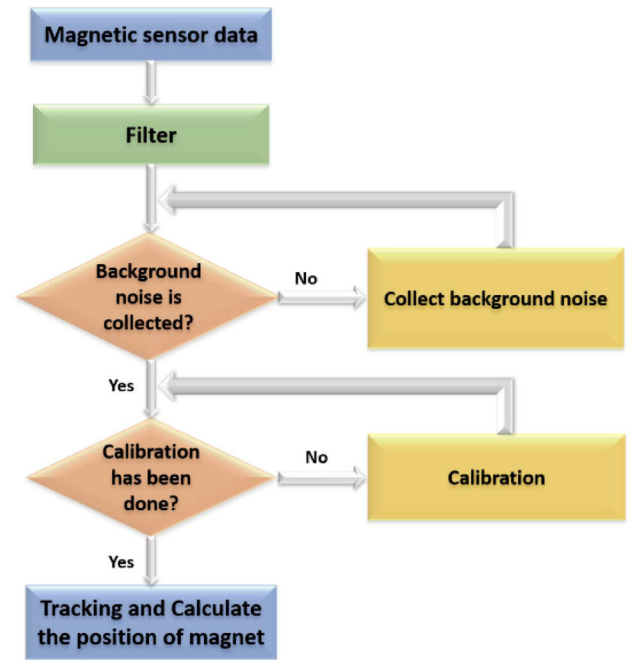 Magnetic sensor data
Filter
Background
noise is
collected?
No
Collect background noise
Yes
Calibration
has been
done?
No
Calibration
Yes
Tracking and Calculate
the position of magnet